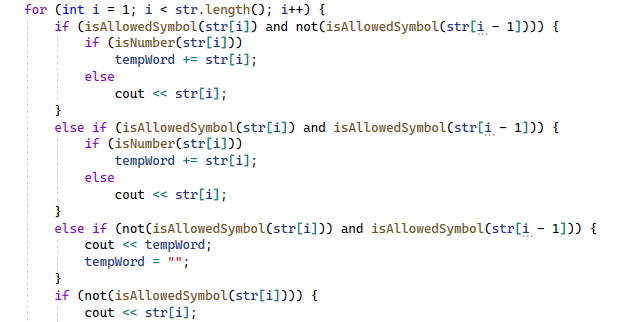 for (int i = 1; i < str.length(); i++) {
if (isAllowedSymbol(str[i]) and not(isAllowedSymbol(str[i - 1]))) {
if (isNumber(str[i]))
tempWord += str[i];
else
cout << str[i];
}
else if (isAllowedSymbol(str[i]) and isAllowedSymbol(str[i - 1])) {
if (isNumber(str[i]))
tempWord += str[i];
else
cout << str[i];
}
else if (not(isAllowedSymbol(str[i])) and isAllowedSymbol(str[i - 1])) {
cout << tempWord;
tempWord = "";
}
if (not(isAllowedSymbol(str[i]))) {
cout << str[i];